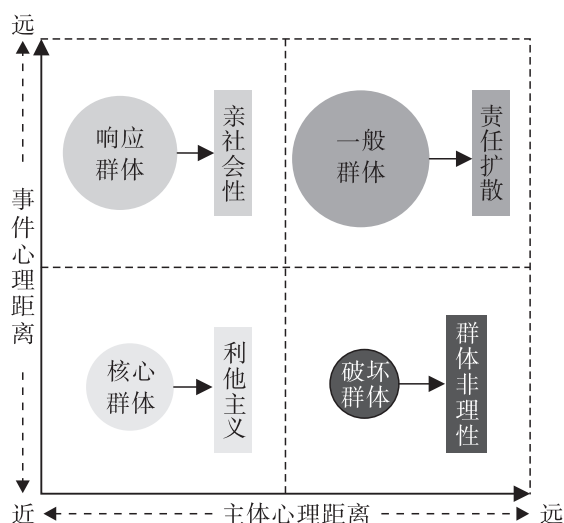 远
响应
群体
亲社会性
一般
群体
责任扩散
事件心理距离
核心
群体
利他主义
破坏
群体
群体非理性
近
主体心理距离
远